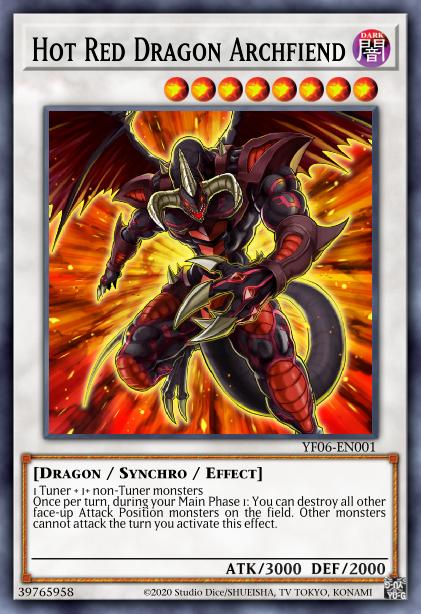 HOT RED DRAGON ARCHFIEND
DARK
闇
YF06-EN001
[DRAGON / SYNCHRO / EFFECT]
1 Tuner + 1+ non-Tuner monsters
Once per turn, during your Main Phase 1: You can destroy all other
face-up Attack Position monsters on the field. Other monsters
cannot attack the turn you activate this effect.
ATK/3000 DEF/2000
39765958
©2020 Studio Dice/SHUEISHA, TV TOKYO, KONAMI